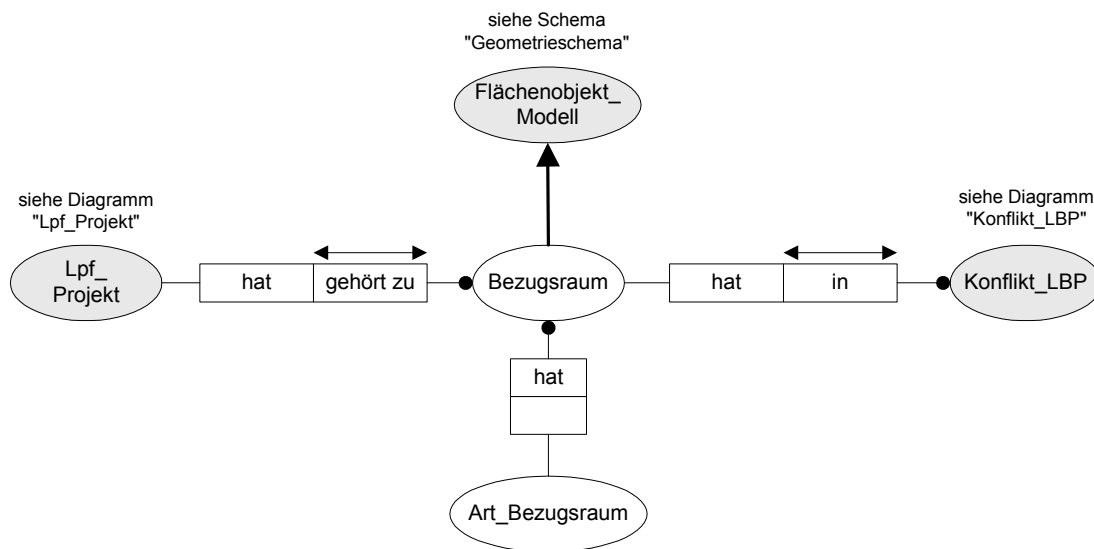 siehe Schema
"Geometrieschema"
Flächenobjekt_
Modell
siehe Diagramm
"Lpf_Projekt"
siehe Diagramm
"Konflikt_LBP"
Lpf_
Projekt
hat
gehört zu
Bezugsraum
hat
in
Konflikt_LBP
hat
Art_Bezugsraum